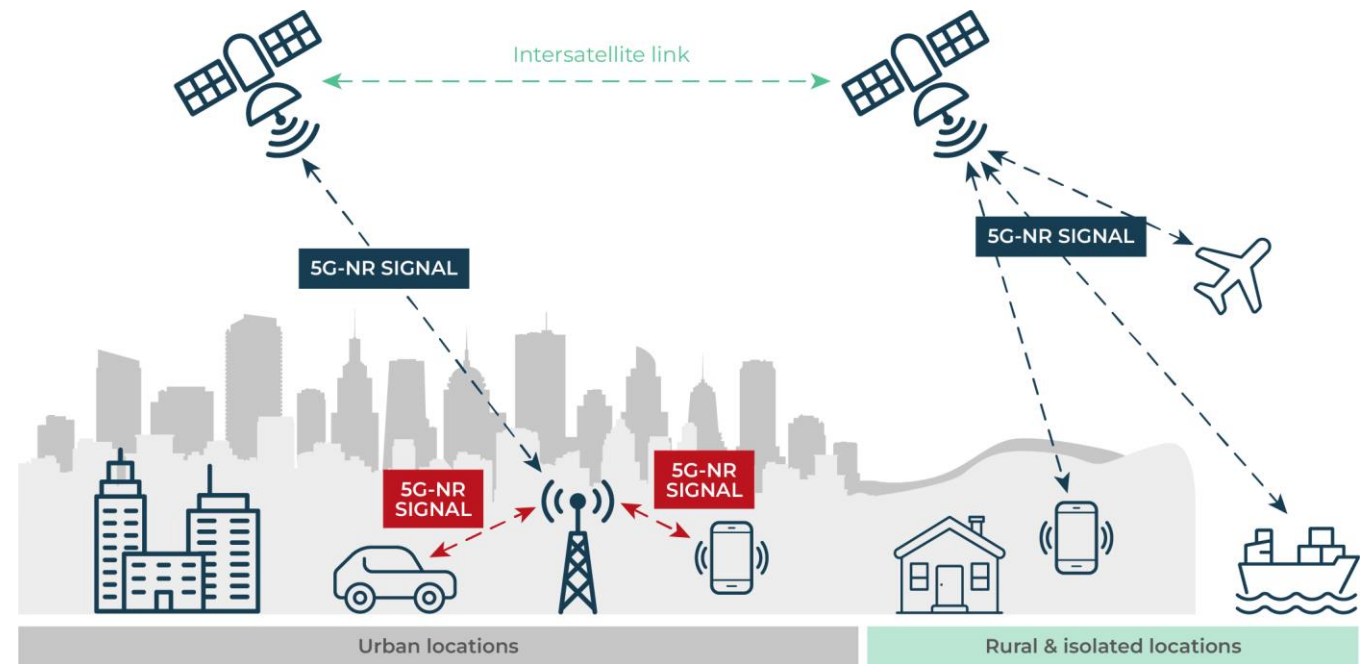 Intersatellite link
5G-NR SIGNAL
5G-NR SIGNAL
5G-NR
SIGNAL
5G-NR
SIGNAL
Urban locations
Rural & isolated locations